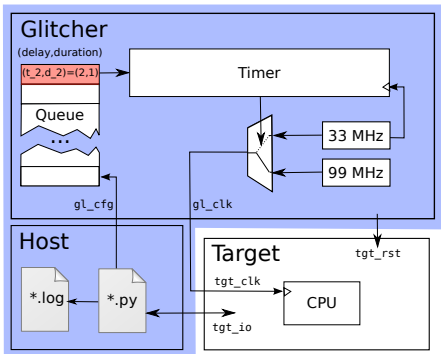 Glitcher
(delay,duration)
(t_2,d_2)=(2,1)
Timer
Queue
...
33 MHz
99 MHz
gl_cfg
gl_clk
Host
Target
tgt_rst
*.log
*.py
tgt_clk
CPU
tgt_io